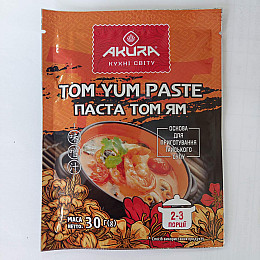 AKURA
КУХНІ СВІТУ
TOM YUM PASTE
ПАСТА ТОМ ЯМ
ОСНОВА
ДЛЯ
ПРИГОТУВАННЯ
ТАЙСЬКОГО
СУПУ
2-3
ПОРЦІЇ
МАСА
НЕТТО: 30 г(g)